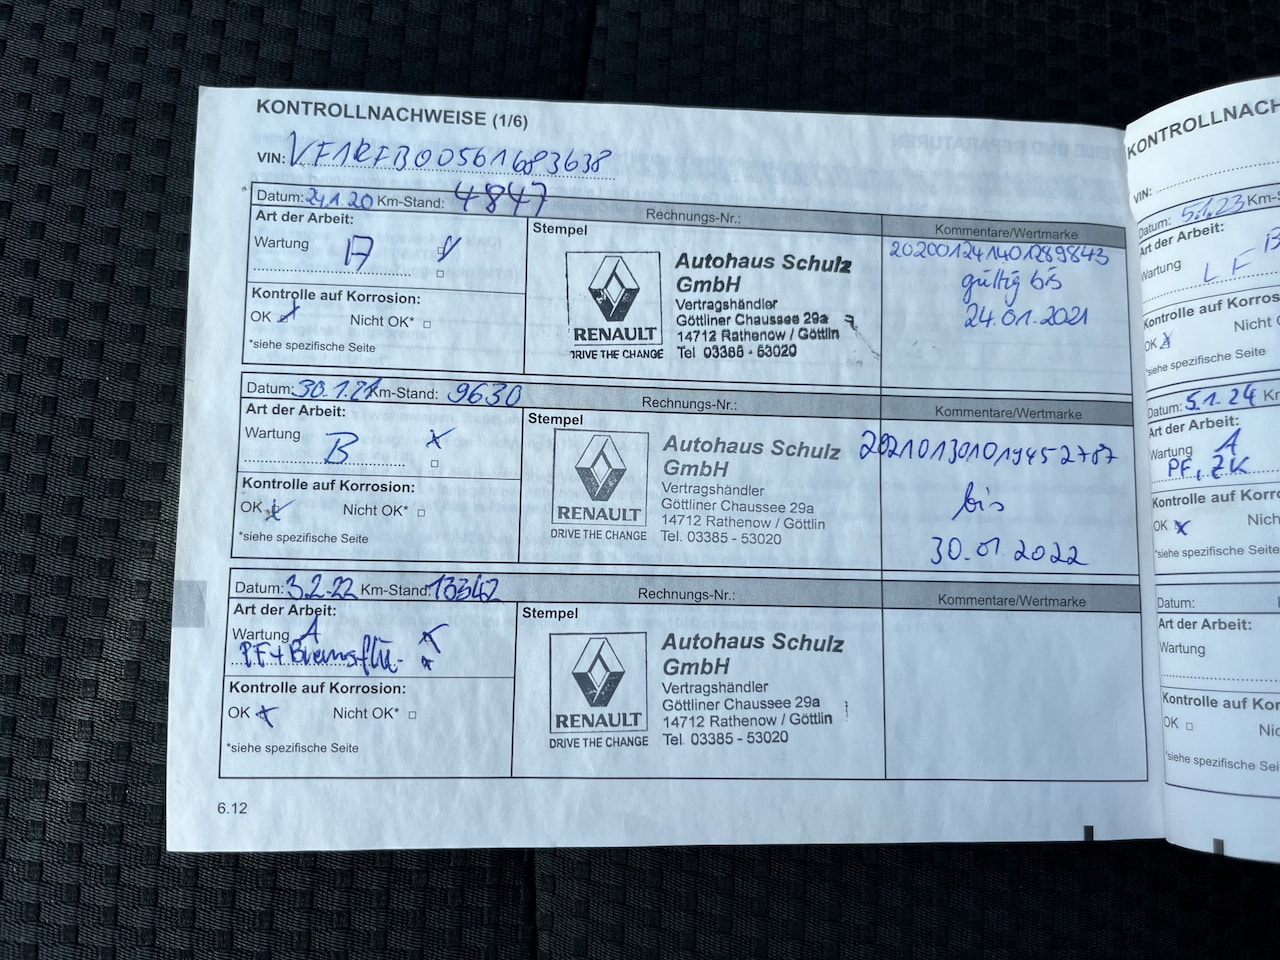 KONTROLLNACHWEISE (1/6)
VIN: VF1RFB00561683638
Datum: 24.1.20 Km-Stand: 4847
Rechnungs-Nr.:
Art der Arbeit:
Wartung A
Kontrolle auf Korrosion:
OK Nicht OK*
*siehe spezifische Seite
Stempel
RENAULT
DRIVE THE CHANGE
Autohaus Schulz
GmbH
Vertragshändler
Göttliner Chaussee 29a
14712 Rathenow / Göttlin
Tel 03385 - 53020
Kommentare/Wertmarke
202001241401289843
gültig bis
24.01.2021
Datum: 30.1.21 Km-Stand: 9630
Rechnungs-Nr.:
Art der Arbeit:
Wartung B
Kontrolle auf Korrosion:
OK Nicht OK*
*siehe spezifische Seite
Stempel
RENAULT
DRIVE THE CHANGE
Autohaus Schulz
GmbH
Vertragshändler
Göttliner Chaussee 29a
14712 Rathenow / Göttlin
Tel. 03385 - 53020
Kommentare/Wertmarke
bis
30.01.2022
Datum: 3.2.22 Km-Stand: 13342
Rechnungs-Nr.:
Art der Arbeit:
Wartung A
PF + Bremsflü-
Kontrolle auf Korrosion:
OK Nicht OK*
*siehe spezifische Seite
Stempel
RENAULT
DRIVE THE CHANGE
Autohaus Schulz
GmbH
Vertragshändler
Göttliner Chaussee 29a
14712 Rathenow / Göttlin
Tel. 03385 - 53020
Kommentare/Wertmarke
6.12
KONTROLLNACH
VIN:
Datum: 5.1.23 Km-S
Art der Arbeit: B
Wartung LF
Kontrolle auf Korros
OK Nicht O
*siehe spezifische Seite
Datum: 5.1.24 Km
Art der Arbeit:
Wartung A
PF, ZK
Kontrolle auf Korro
OK Nich
*siehe spezifische Seite
Datum:
Art der Arbeit:
Wartung
Kontrolle auf Kor
OK Nic
*siehe spezifische Sei